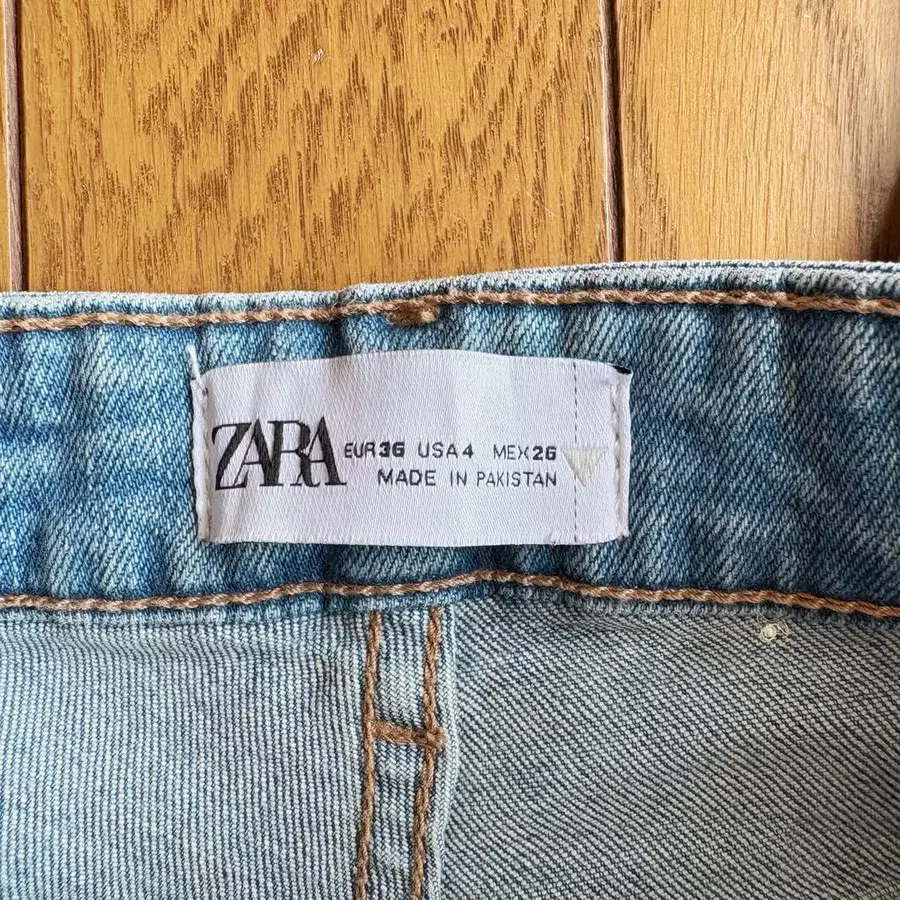 ZARA
EUR 36 USA 4 MEX 26
MADE IN PAKISTAN